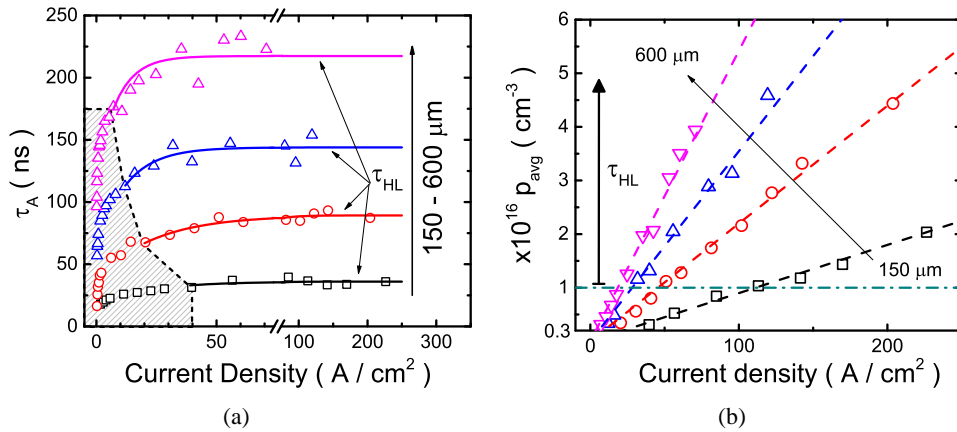 (a)
250
200
150
100
50
0
τA ( ns )
τHL
150 - 600 μm
0 50 100 200 300
Current Density ( A / cm²)
(b)
6
5
4
3
2
1
0.3
x10¹⁶ pavg ( cm-³ )
600 μm
τHL
150 μm
0 100 200
Current density ( A / cm²)
(a)
(b)